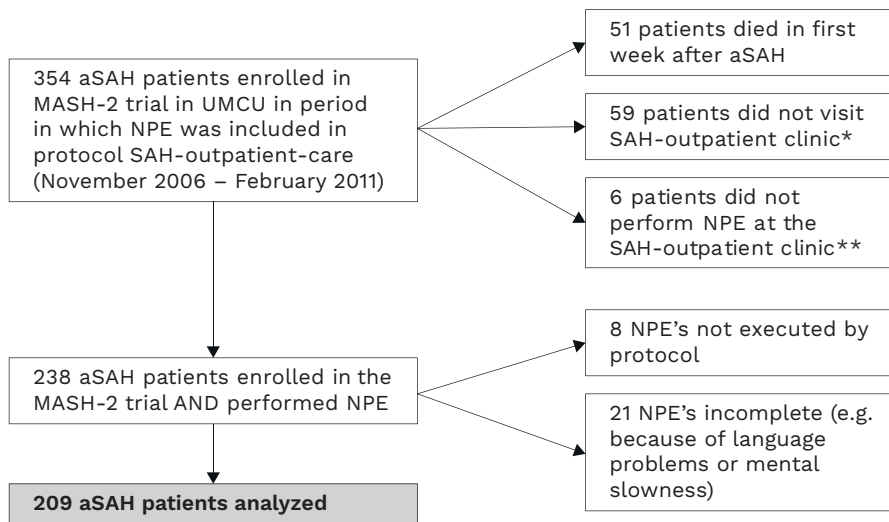 354 aSAH patients enrolled in
MASH-2 trial in UMCU in period
in which NPE was included in
protocol SAH-outpatient-care
(November 2006 – February 2011)
51 patients died in first
week after aSAH
59 patients did not visit
SAH-outpatient clinic*
6 patients did not
perform NPE at the
SAH-outpatient clinic**
238 aSAH patients enrolled in the
MASH-2 trial AND performed NPE
8 NPE's not executed by
protocol
21 NPE's incomplete (e.g.
because of language
problems or mental
slowness)
209 aSAH patients analyzed